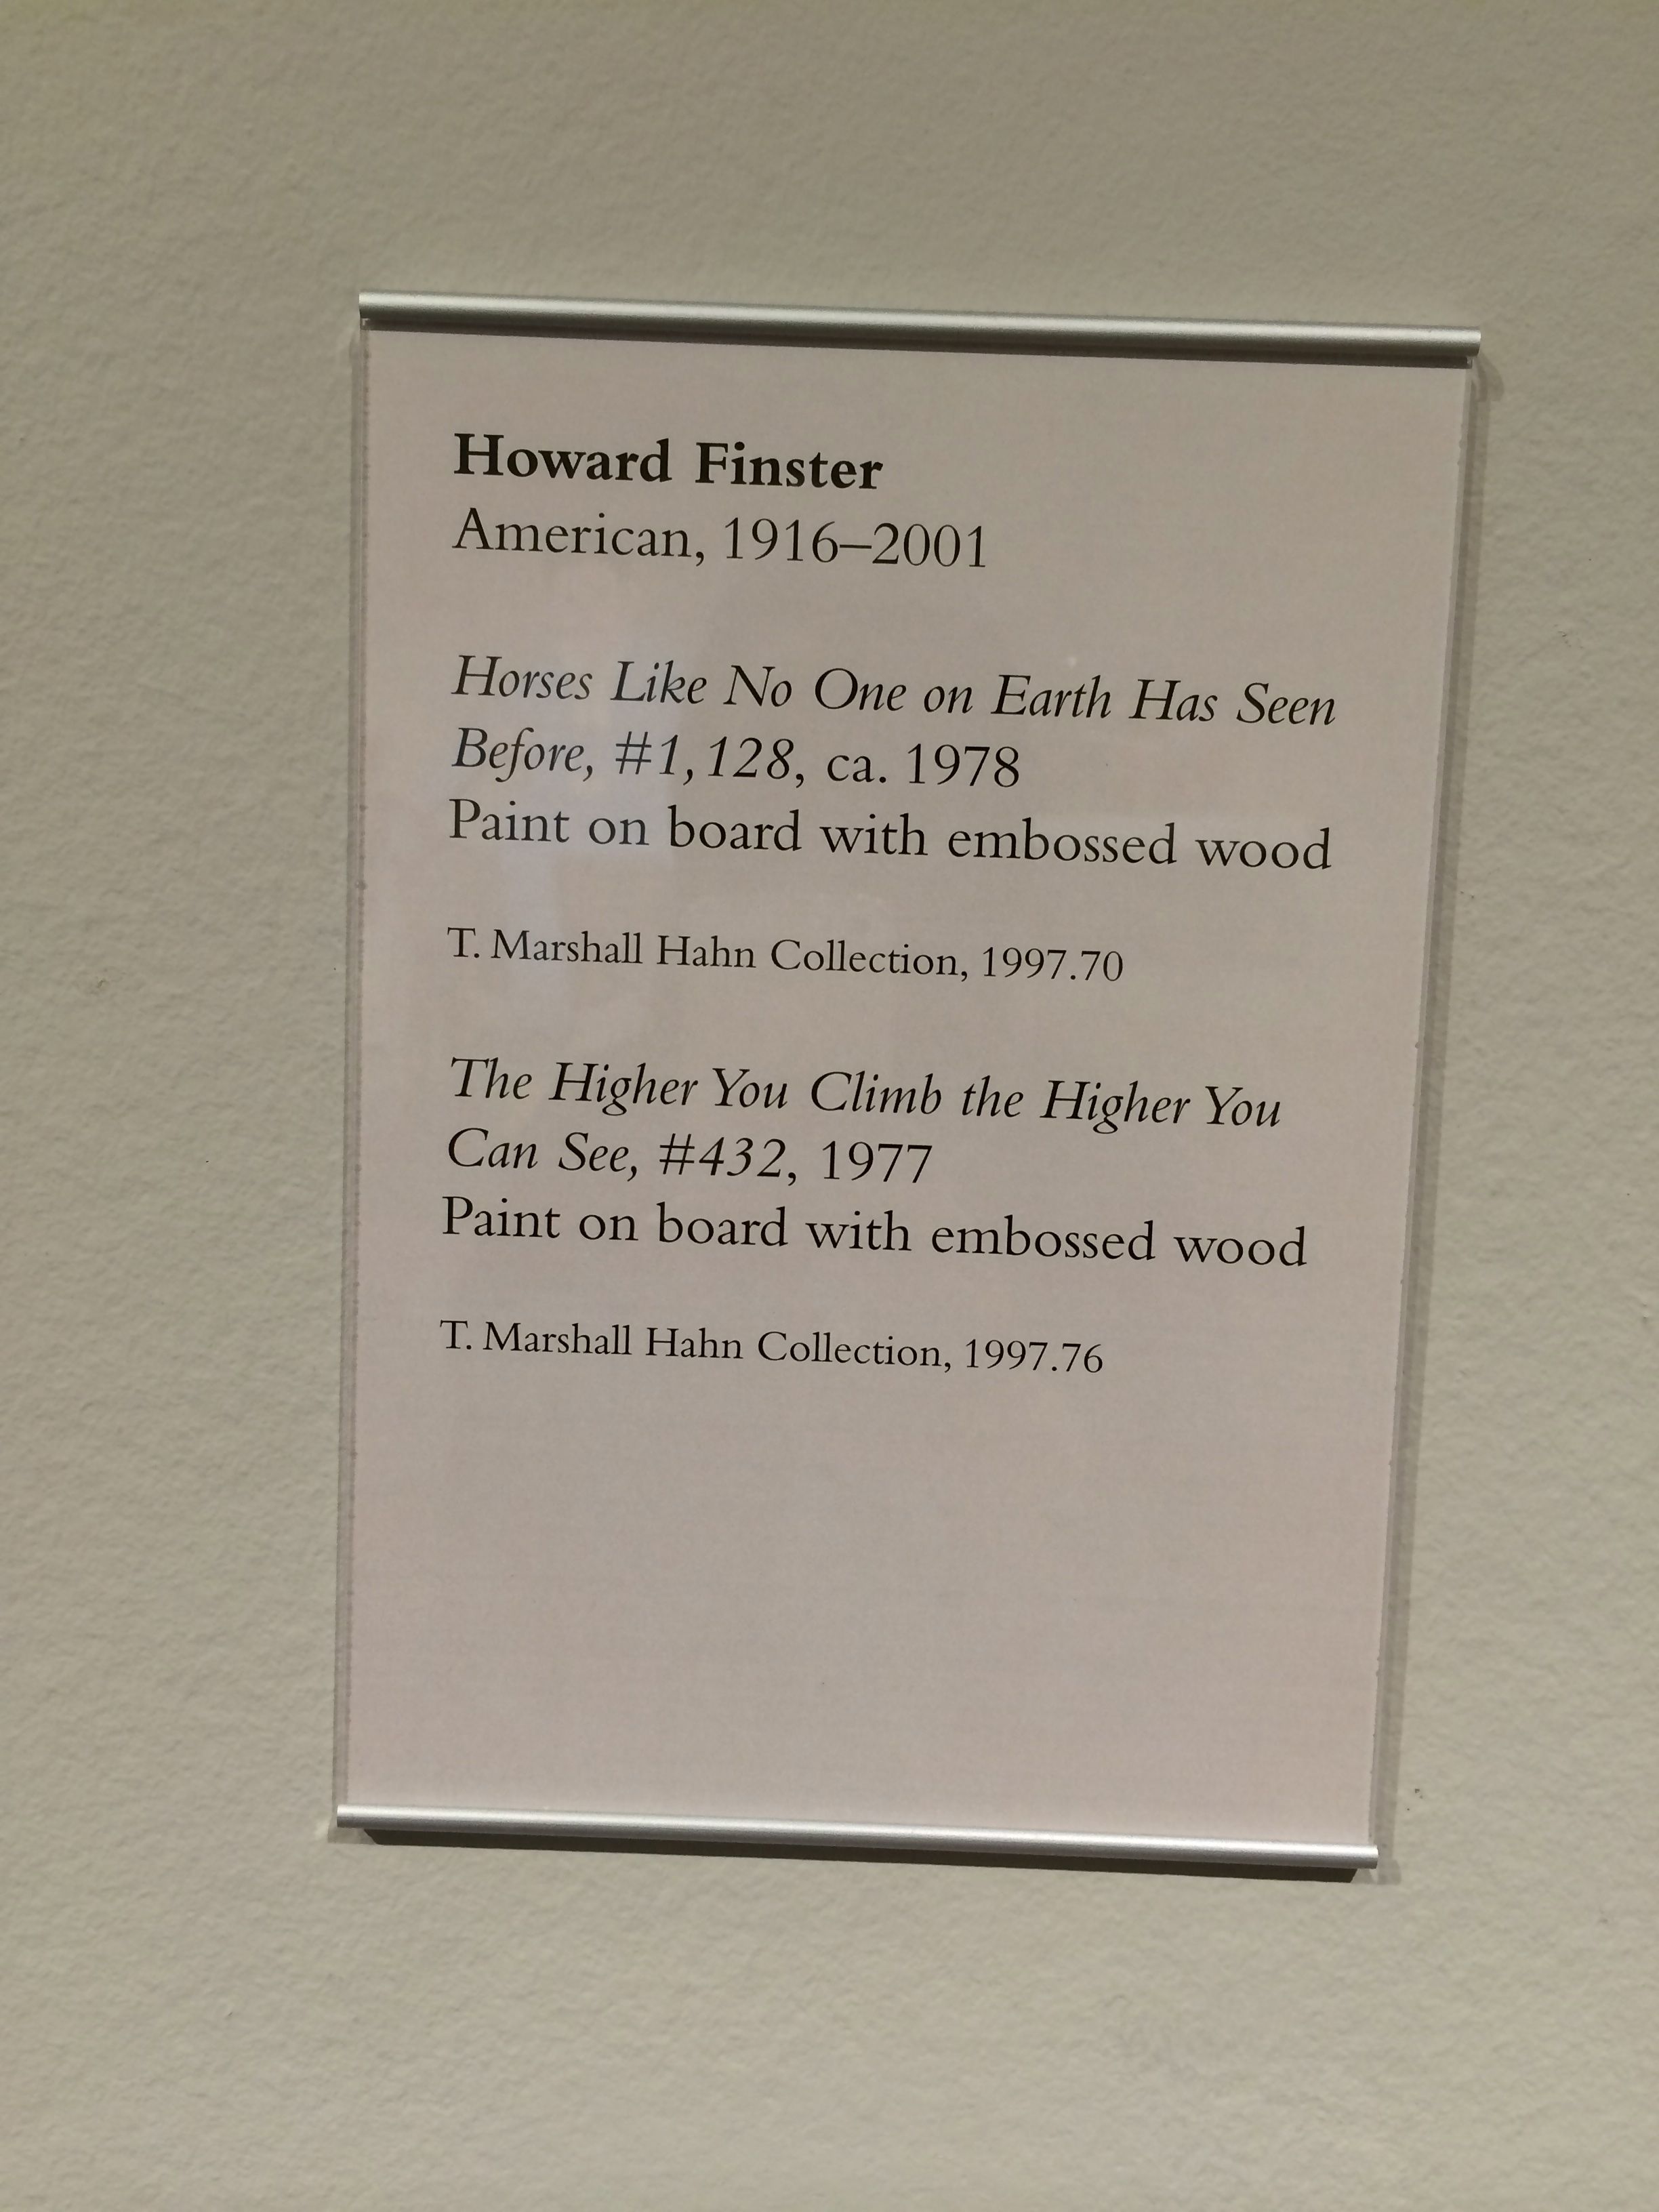 Howard Finster
American, 1916–2001
Horses Like No One on Earth Has Seen
Before, #1,128, ca. 1978
Paint on board with embossed wood
T. Marshall Hahn Collection, 1997.70
The Higher You Climb the Higher You
Can See, #432, 1977
Paint on board with embossed wood
T. Marshall Hahn Collection, 1997.76